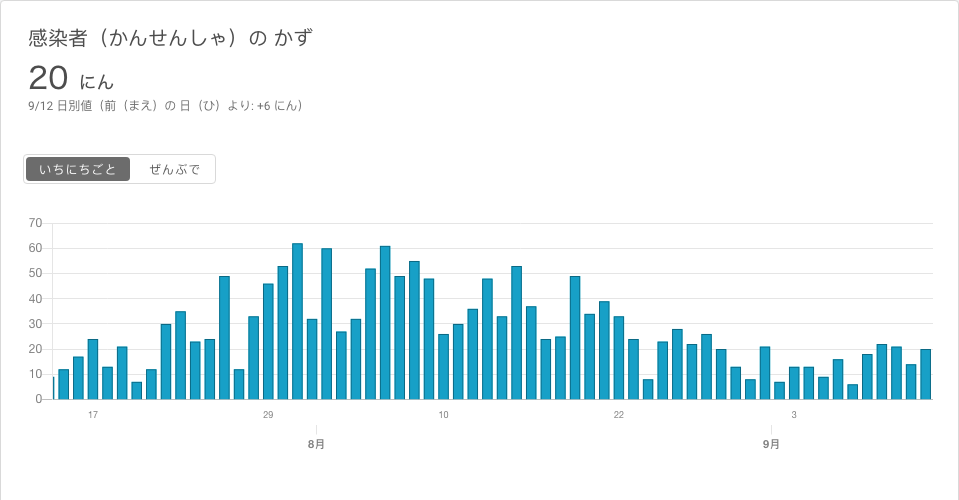 感染者（かんせんしゃ）の かず
20 にん
9/12 日別値（前（まえ）の 日（ひ）より: +6 にん）
いちにちごと ぜんぶで
70
60
50
40
30
20
10
0
17 29 10 22 3
8月 9月